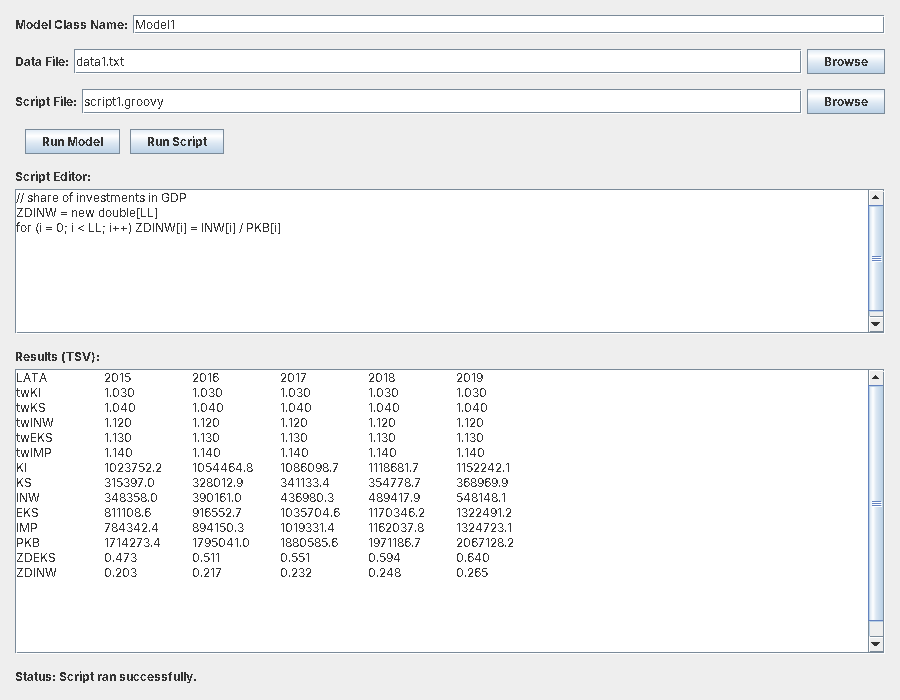 Model Class Name: Model1
Data File: data1.txt Browse
Script File: script1.groovy Browse
Run Model Run Script
Script Editor:
// share of investments in GDP
ZDINW = new double[LL]
for (i = 0; i < LL; i++) ZDINW[i] = INW[i] / PKB[i]
Results (TSV):
LATA 2015 2016 2017 2018 2019
twKI 1.030 1.030 1.030 1.030 1.030
twKS 1.040 1.040 1.040 1.040 1.040
twINW 1.120 1.120 1.120 1.120 1.120
twEKS 1.130 1.130 1.130 1.130 1.130
twIMP 1.140 1.140 1.140 1.140 1.140
KI 1023752.2 1054464.8 1086098.7 1118681.7 1152242.1
KS 315397.0 328012.9 341133.4 354778.7 368969.9
INW 348358.0 390161.0 436980.3 489417.9 548148.1
EKS 811108.6 916552.7 1035704.6 1170346.2 1322491.2
IMP 784342.4 894150.3 1019331.4 1162037.8 1324723.1
PKB 1714273.4 1795041.0 1880585.6 1971186.7 2067128.2
ZDEKS 0.473 0.511 0.551 0.594 0.640
ZDINW 0.203 0.217 0.232 0.248 0.265
Status: Script ran successfully.